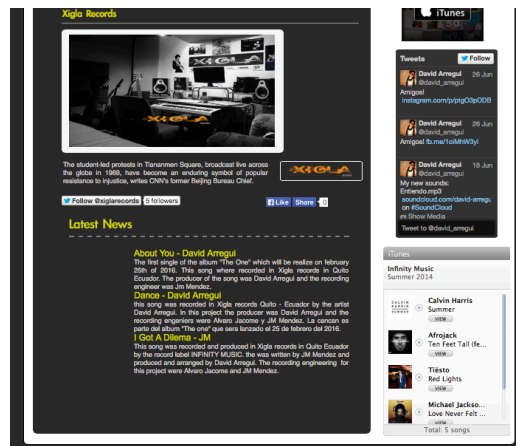 Xigla Records
XIGLA
The student-led protests in Tiananmen Square, broadcast live across
the globe in 1989, have become an enduring symbol of popular
resistance to injustice, writes CNN's former Beijing Bureau Chief.
XIGLA
Follow @xiglarecords
5 followers
Like
Share
0
Latest News
About You - David Arregui
The first single of the album "The One" which will be realize on february
25th of 2016. This song where recorded in Xigla records in Quito
Ecuador. The producer of the song was David Arregui and the recording
engineer was Jm Mendez.
Dance - David Arregui
this song was recorded in Xigla records Quito - Ecuador by the artist
David Arregui. In this project the producer was David Arregui and the
recording engeniers were Alvaro Jacome y JM Mendez. La cancan es
parte del album "The one" que sera lanzado el 25 de febrero del 2016.
I Got A Dilema - JM
This song was recorded and produced in Xigla records in Quito Ecuador
by the record label INFINITY MUSIC. the was written by JM Mendez and
produced and arranged by David Arregui. The recording engineering for
this project were Alvaro Jacome and JM Mendez.
iTunes
Tweets
Follow
David Arregui 26 Jun
@david_arregui
Amigos!
instagram.com/p/ptgO3pODB
David Arregui 26 Jun
@david_arregui
Amigos! fb.me/1oiMhW3yl
David Arregui 18 Jun
@david_arregui
My new sounds:
Entiendo.mp3
soundcloud.com/david-arregu
on #SoundCloud
Show Media
Tweet to @david_arregui
iTunes
Infinity Music
Summer 2014
Calvin Harris
Summer
VIEW
Afrojack
Ten Feet Tall (fe...
VIEW
Tiësto
Red Lights
VIEW
Michael Jackso...
Love Never Felt ...
VIEW
Total: 5 songs